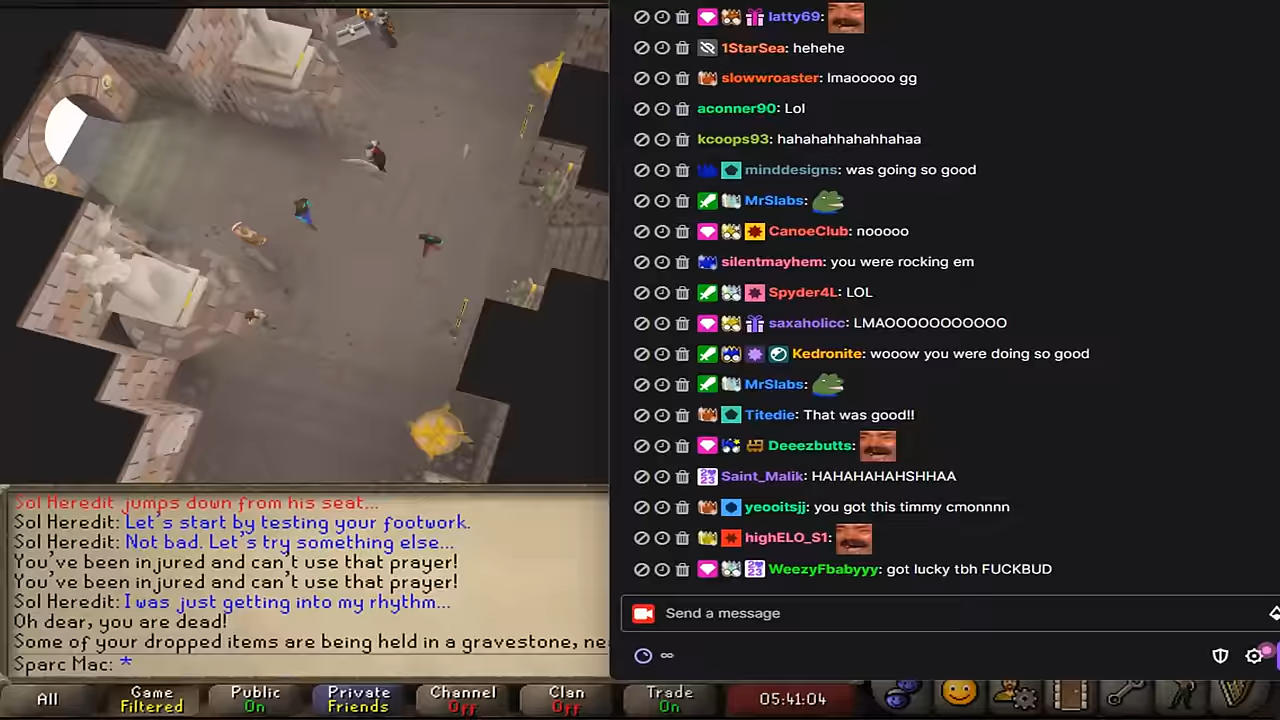 latty69:
1StarSea: hehehe
slowwroaster: lmaooooo gg
aconner90: Lol
kcoops93: hahahahhahahhahaa
minddesigns: was going so good
MrSlabs:
CanoeClub: nooooo
silentmayhem: you were rocking em
Spyder4L: LOL
saxaholicc: LMAOOOOOOOOOOO
Kedronite: wooow you were doing so good
MrSlabs:
Titedie: That was good!!
Deeezbutts:
Saint_Malik: HAHAHAHAHSHHAA
yeooitsjj: you got this timmy cmonnnn
highELO_S1:
WeezyFbabyyy: got lucky tbh FUCKBUD
Send a message
Sol Heredit jumps down from his seat...
Sol Heredit: Let's start by testing your footwork.
Sol Heredit: Not bad. Let's try something else...
You've been injured and can't use that prayer!
You've been injured and can't use that prayer!
Sol Heredit: I was just getting into my rhythm...
Oh dear, you are dead!
Some of your dropped items are being held in a gravestone, ne
Sparc Mac: *
All
Game Filtered
Public On
Private Friends
Channel Off
Clan Off
Trade On
05:41:04